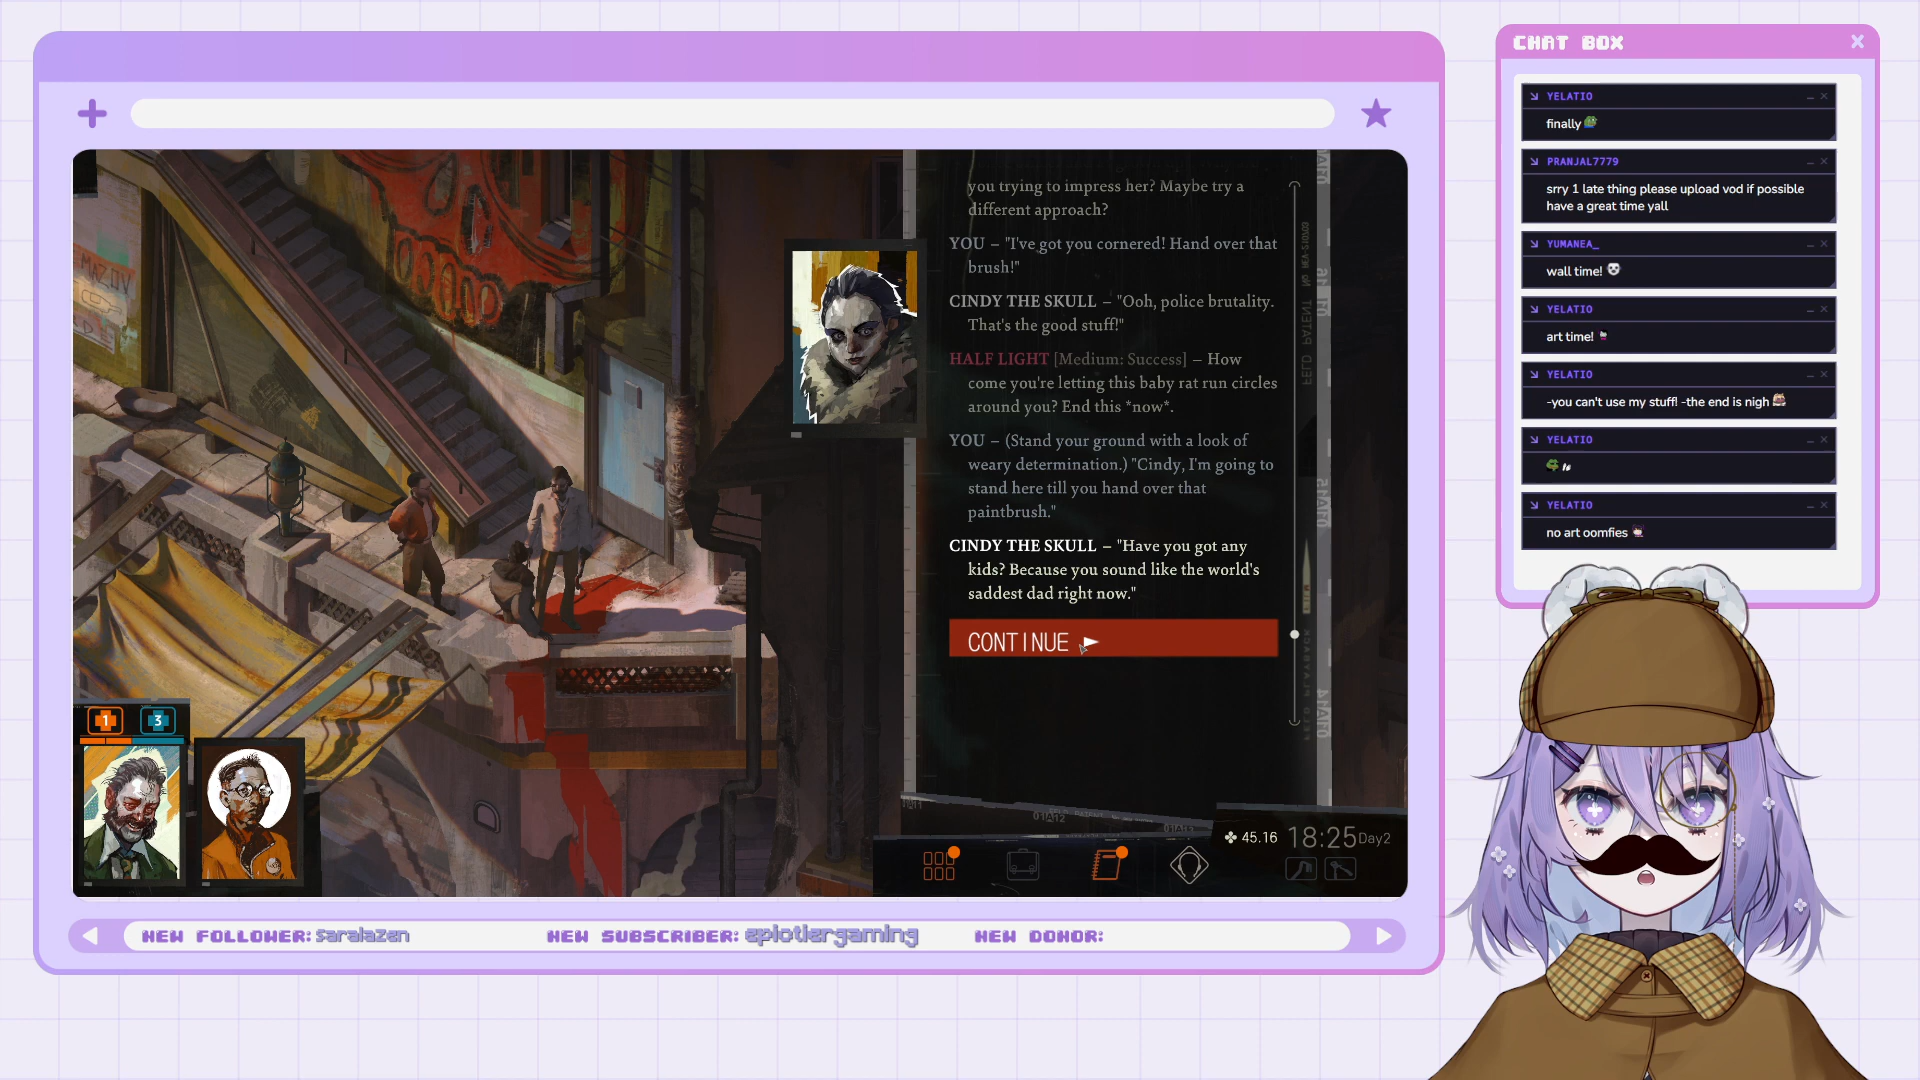 CHAT BOX
YELATIO
finally
PRANJAL7779
srry 1 late thing please upload vod if possible
have a great time yall
YUMANEA_
wall time!
YELATIO
art time!
YELATIO
-you can't use my stuff! -the end is nigh
YELATIO
YELATIO
no art oomfies
you trying to impress her? Maybe try a
different approach?
YOU – "I've got you cornered! Hand over that
brush!"
CINDY THE SKULL – "Ooh, police brutality.
That's the good stuff!"
HALF LIGHT [Medium: Success] – How
come you're letting this baby rat run circles
around you? End this *now*.
YOU – (Stand your ground with a look of
weary determination.) "Cindy, I'm going to
stand here till you hand over that
paintbrush."
CINDY THE SKULL – "Have you got any
kids? Because you sound like the world's
saddest dad right now."
CONTINUE
MAZOV
1
3
45.16
18:25 Day2
NEW FOLLOWER: saralazen
NEW SUBSCRIBER: eplotlergaming
NEW DONOR: